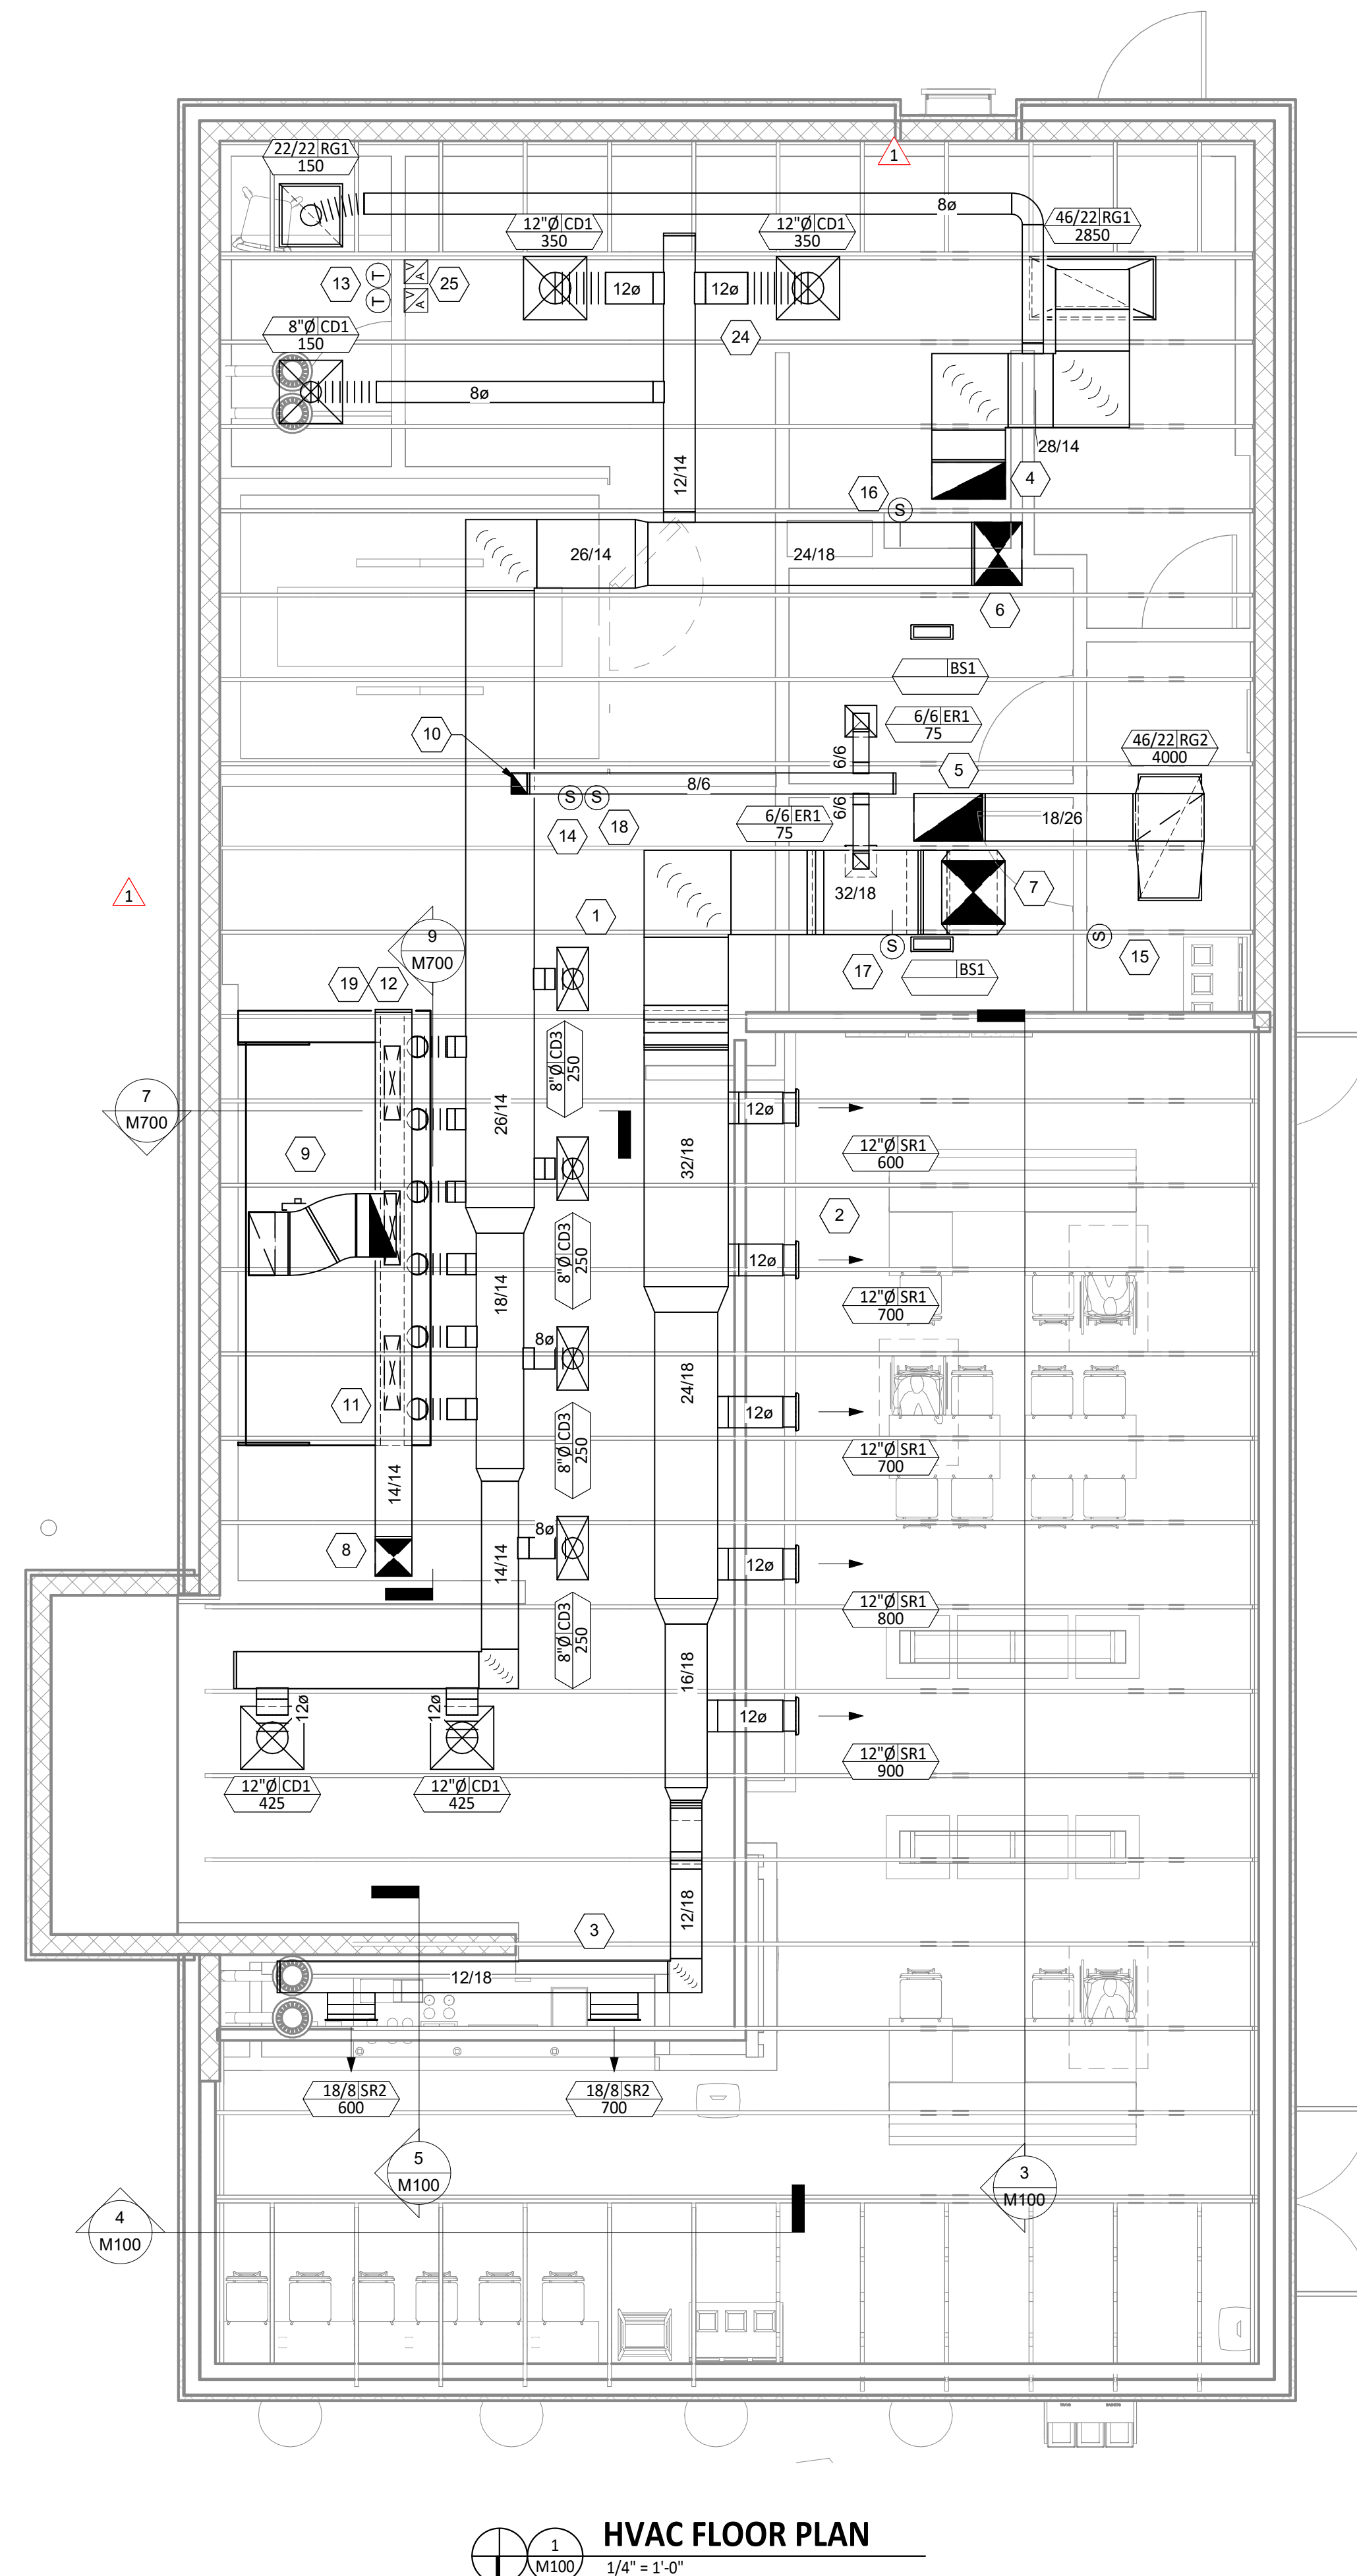 1
22/22 RG1
150
8ø
12"Ø CD1
350
12"Ø CD1
350
46/22 RG1
2850
13
T
T
V
A
V
A
25
12ø
12ø
24
8"Ø CD1
150
8ø
28/14
4
12/14
16
S
26/14
24/18
6
BS1
10
6/6 ER1
75
6/6
46/22 RG2
4000
5
8/6
S
S
14
18
6/6 ER1
75
6/6
18/26
32/18
7
1
1
9
M700
S
17
BS1
S
15
19
12
8"Ø CD3
250
7
M700
26/14
32/18
12ø
12"Ø SR1
600
9
2
8"Ø CD3
250
12ø
12"Ø SR1
700
18/14
8ø
24/18
12ø
11
8"Ø CD3
250
12"Ø SR1
700
14/14
8
14/14
8ø
12ø
8"Ø CD3
250
12"Ø SR1
800
16/18
12ø
12ø
12ø
12"Ø CD1
425
12"Ø CD1
425
12"Ø SR1
900
12/18
3
12/18
18/8 SR2
600
18/8 SR2
700
5
M100
3
M100
4
M100
1
M100
HVAC FLOOR PLAN
1/4" = 1'-0"